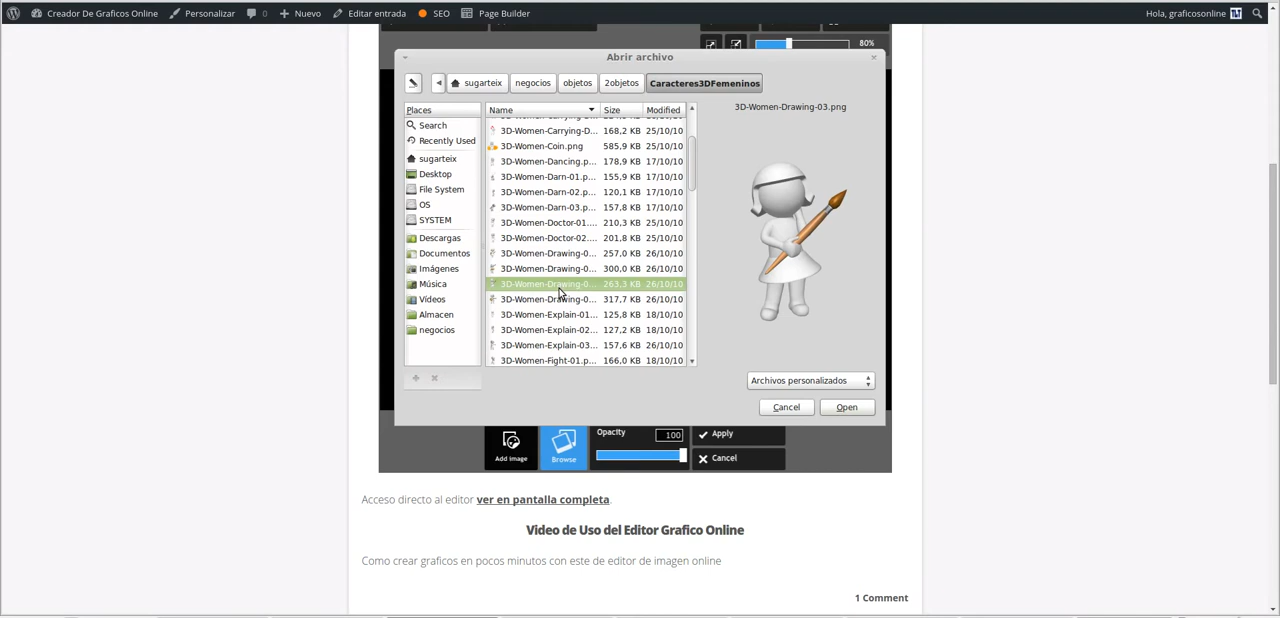 Creador De Graficos Online Personalizar 0 Nuevo Editar entrada SEO Page Builder Hola, graficosonline
80%
Abrir archivo
sugarteix negocios objetos 2objetos Caracteres3DFemeninos
Places
Search
Recently Used
sugarteix
Desktop
File System
OS
SYSTEM
Descargas
Documentos
Imágenes
Música
Vídeos
Almacen
negocios
Name Size Modified
3D-Women-Carrying-D... 168,2 KB 25/10/10
3D-Women-Coin.png 585,9 KB 25/10/10
3D-Women-Dancing.p... 178,9 KB 17/10/10
3D-Women-Darn-01.p... 155,9 KB 17/10/10
3D-Women-Darn-02.p... 120,1 KB 17/10/10
3D-Women-Darn-03.p... 157,8 KB 17/10/10
3D-Women-Doctor-01.... 210,3 KB 25/10/10
3D-Women-Doctor-02.... 201,8 KB 25/10/10
3D-Women-Drawing-0... 257,0 KB 26/10/10
3D-Women-Drawing-0... 300,0 KB 26/10/10
3D-Women-Drawing-0... 263,3 KB 26/10/10
3D-Women-Drawing-0... 317,7 KB 26/10/10
3D-Women-Explain-01... 125,8 KB 18/10/10
3D-Women-Explain-02... 127,2 KB 18/10/10
3D-Women-Explain-03... 157,6 KB 26/10/10
3D-Women-Fight-01.p... 166,0 KB 18/10/10
3D-Women-Drawing-03.png
Archivos personalizados
Cancel Open
Add image
Browse
Opacity 100
Apply
Cancel
Acceso directo al editor ver en pantalla completa.
Video de Uso del Editor Grafico Online
Como crear graficos en pocos minutos con este de editor de imagen online
1 Comment